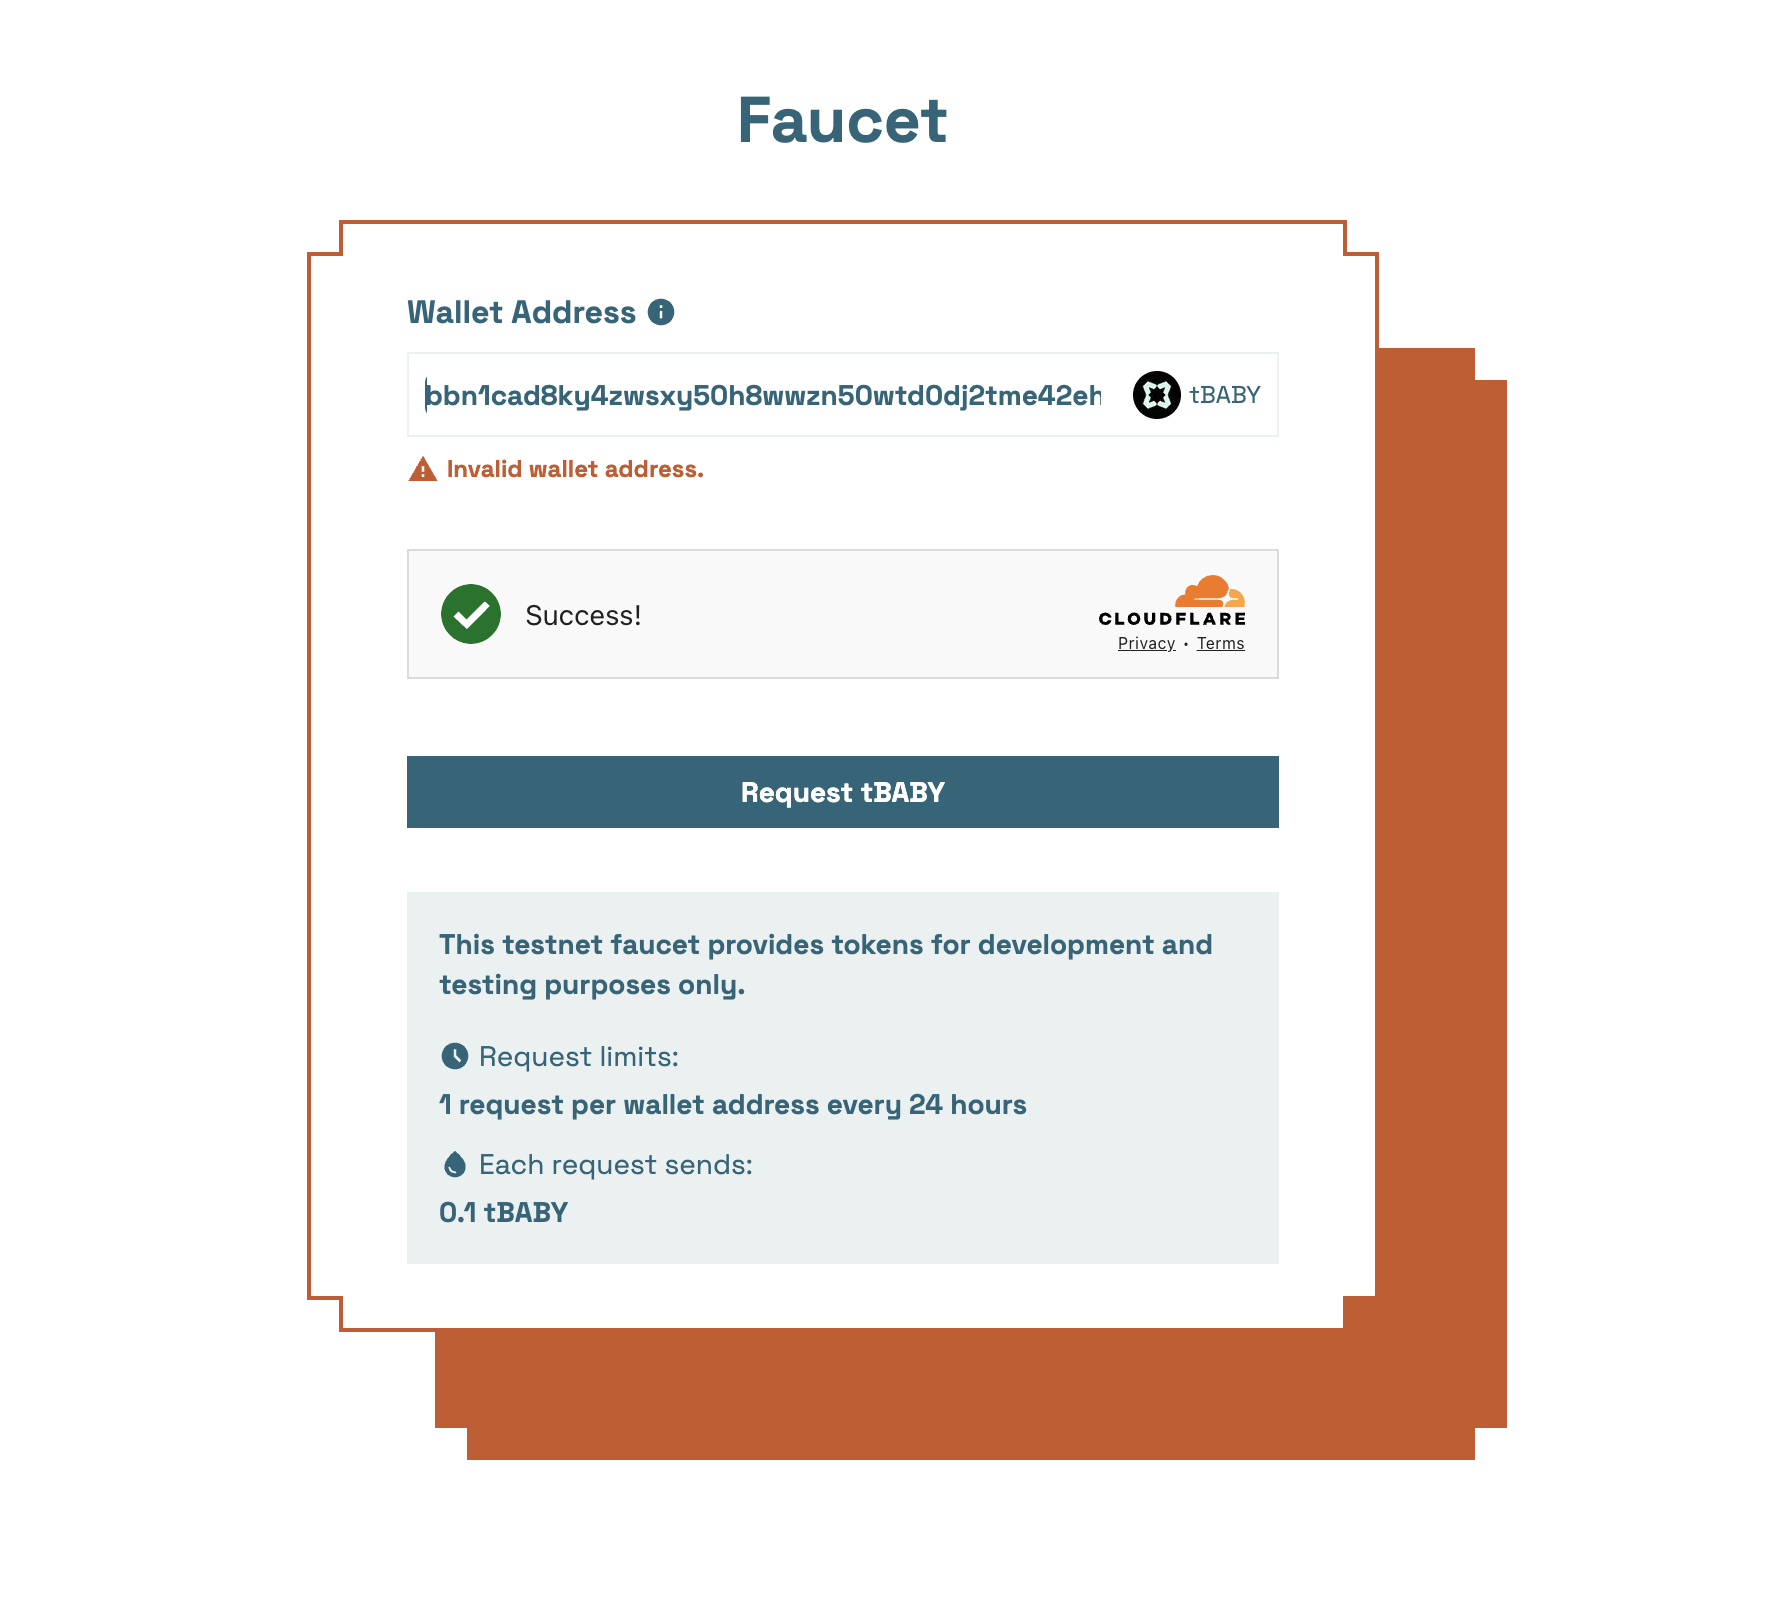 Faucet
Wallet Address
bbn1cad8ky4zwsxy50h8wwzn50wtd0dj2tme42eh
tBABY
Invalid wallet address.
Success!
CLOUDFLARE
Privacy • Terms
Request tBABY
This testnet faucet provides tokens for development and
testing purposes only.
Request limits:
1 request per wallet address every 24 hours
Each request sends:
0.1 tBABY